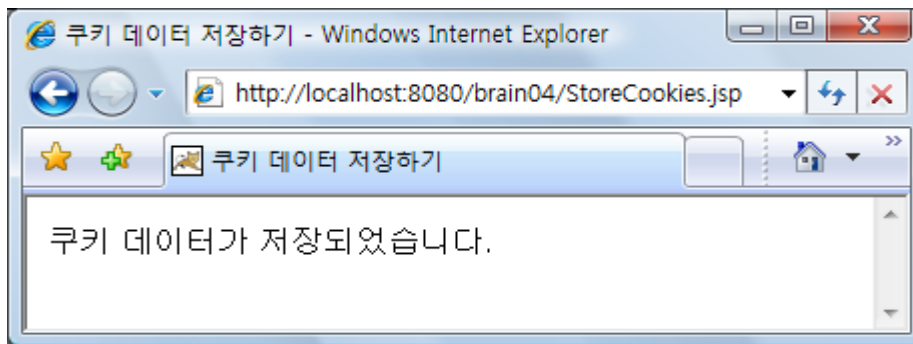 쿠키 데이터 저장하기 - Windows Internet Explorer
http://localhost:8080/brain04/StoreCookies.jsp
쿠키 데이터 저장하기
쿠키 데이터가 저장되었습니다.